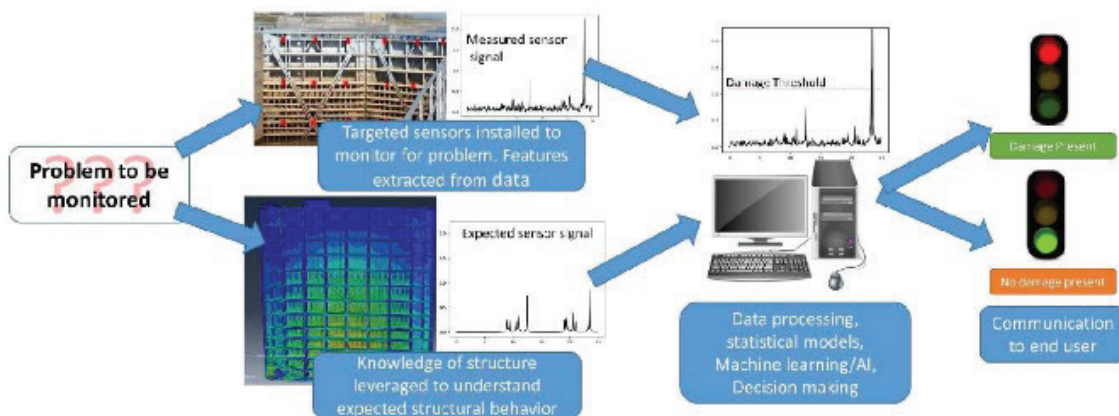 Problem to be
monitored
???
Measured sensor
signal
Targeted sensors installed to
monitor for problem. Features
extracted from data
Expected sensor signal
Knowledge of structure
leveraged to understand
expected structural behavior
Damage Threshold
Data processing,
statistical models,
Machine learning/AI,
Decision making
Damage Present
No damage present
Communication
to end user